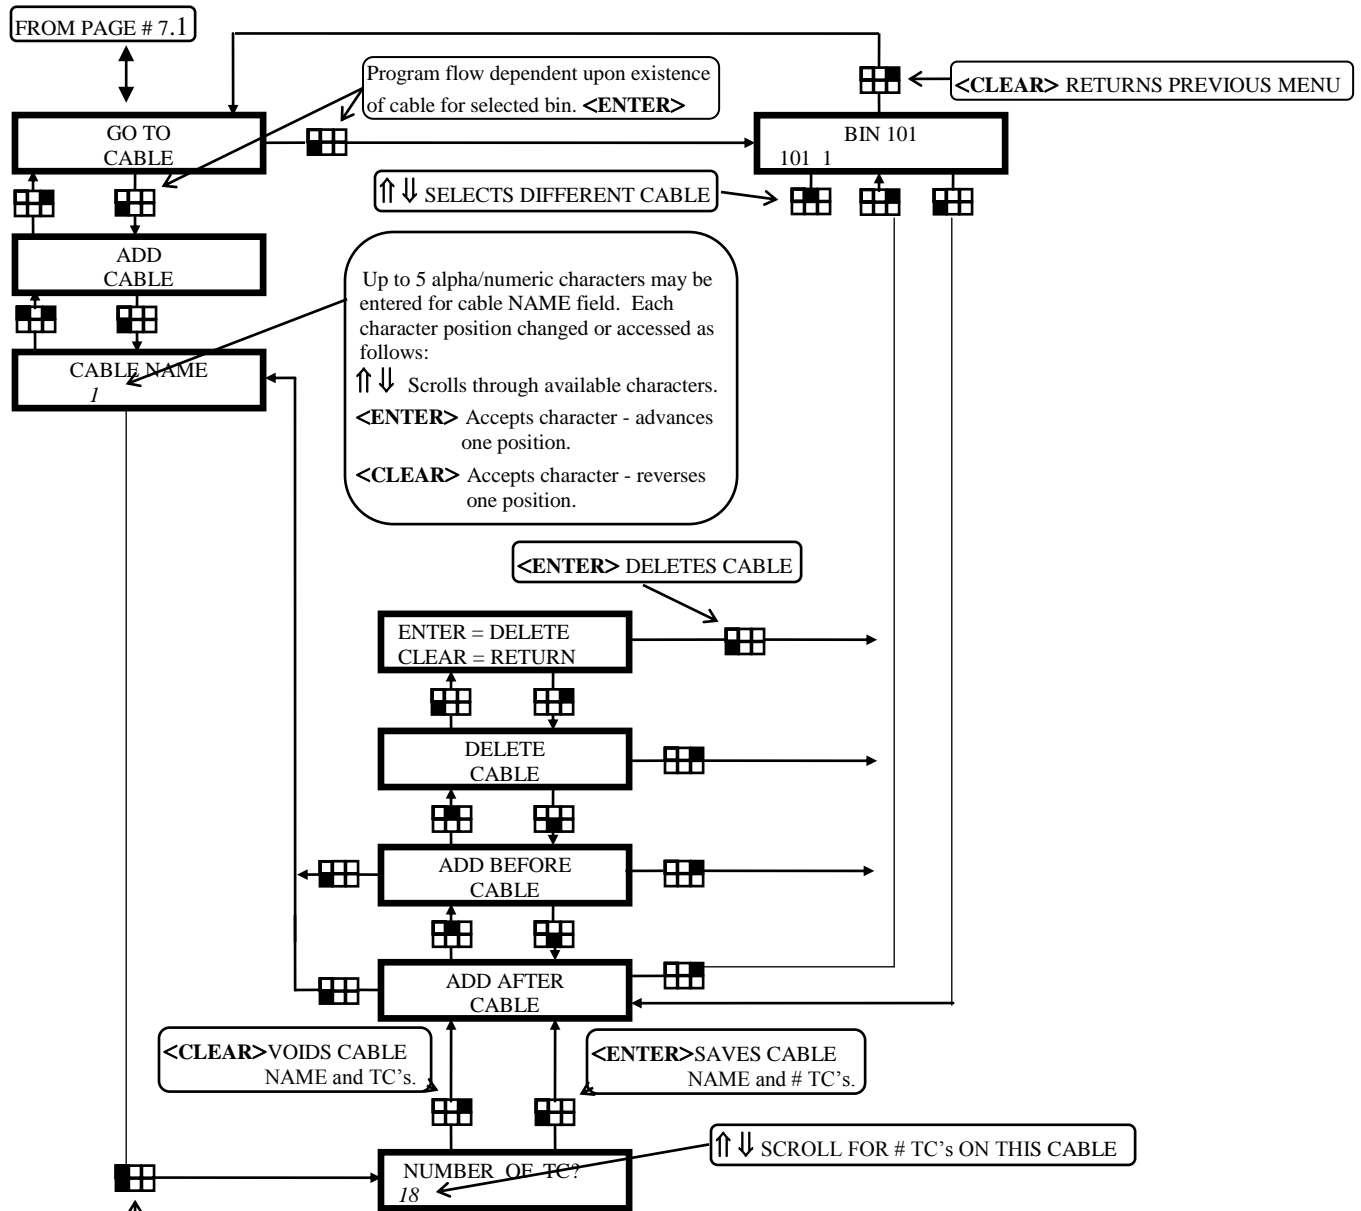 FROM PAGE # 7.1
Program flow dependent upon existence
of cable for selected bin. <ENTER>
<CLEAR> RETURNS PREVIOUS MENU
GO TO
CABLE
BIN 101
101 1
⇑ ⇓ SELECTS DIFFERENT CABLE
ADD
CABLE
Up to 5 alpha/numeric characters may be
entered for cable NAME field. Each
character position changed or accessed as
follows:
⇑ ⇓ Scrolls through available characters.
<ENTER> Accepts character - advances
one position.
<CLEAR> Accepts character - reverses
one position.
CABLE NAME
1
<ENTER> DELETES CABLE
ENTER = DELETE
CLEAR = RETURN
DELETE
CABLE
ADD BEFORE
CABLE
ADD AFTER
CABLE
<CLEAR>VOIDS CABLE
NAME and TC's.
<ENTER>SAVES CABLE
NAME and # TC's.
⇑ ⇓ SCROLL FOR # TC's ON THIS CABLE
NUMBER OF TC?
18